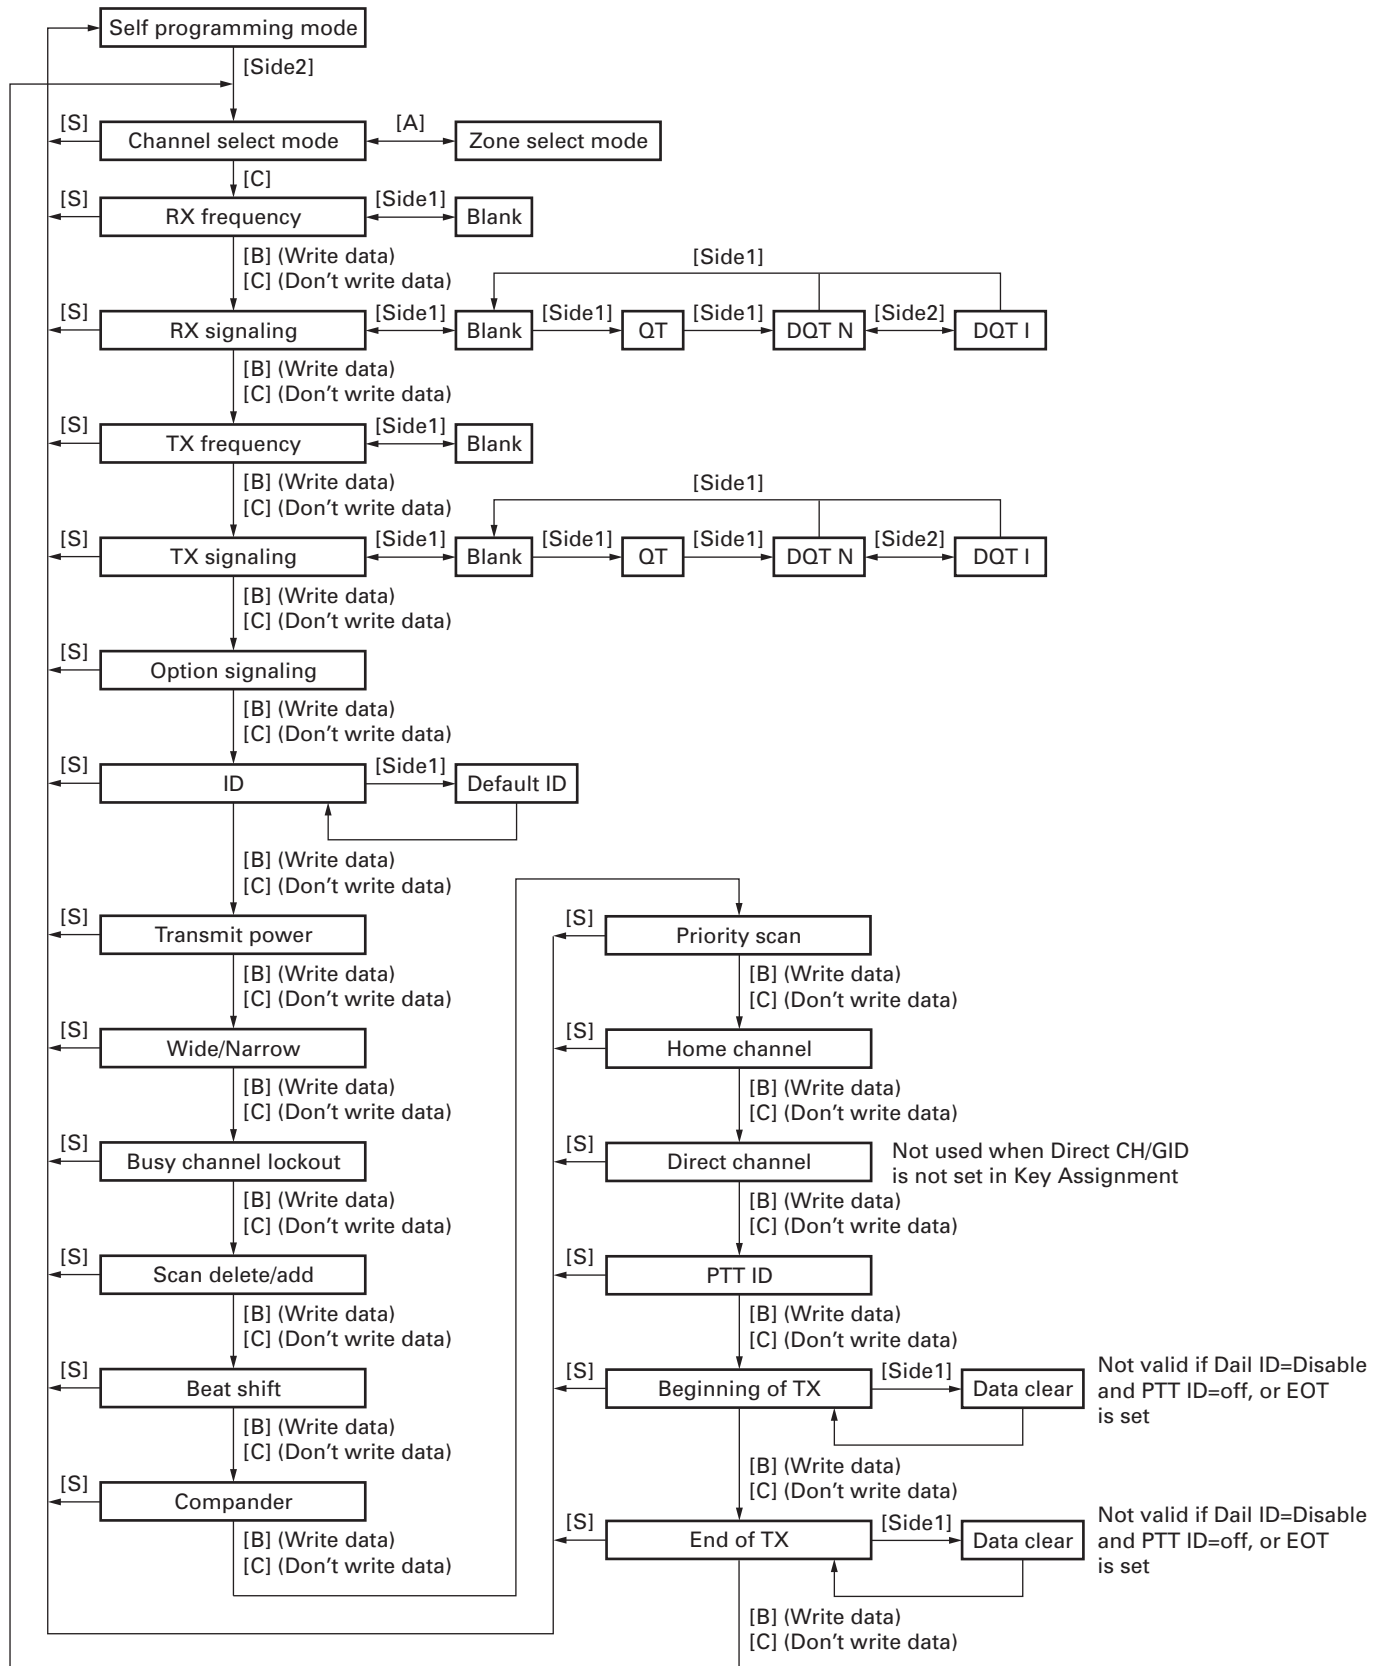 Self programming mode
[Side2]
[S]
Channel select mode
[A]
Zone select mode
[C]
[S]
RX frequency
[Side1]
Blank
[B] (Write data)
[C] (Don't write data)
[Side1]
[S]
RX signaling
[Side1]
Blank
[Side1]
QT
[Side1]
DQT N
[Side2]
DQT I
[B] (Write data)
[C] (Don't write data)
[S]
TX frequency
[Side1]
Blank
[B] (Write data)
[C] (Don't write data)
[Side1]
[S]
TX signaling
[Side1]
Blank
[Side1]
QT
[Side1]
DQT N
[Side2]
DQT I
[B] (Write data)
[C] (Don't write data)
[S]
Option signaling
[B] (Write data)
[C] (Don't write data)
[S]
ID
[Side1]
Default ID
[B] (Write data)
[C] (Don't write data)
[S]
Transmit power
[B] (Write data)
[C] (Don't write data)
[S]
Wide/Narrow
[B] (Write data)
[C] (Don't write data)
[S]
Busy channel lockout
[B] (Write data)
[C] (Don't write data)
[S]
Scan delete/add
[B] (Write data)
[C] (Don't write data)
[S]
Beat shift
[B] (Write data)
[C] (Don't write data)
[S]
Compander
[B] (Write data)
[C] (Don't write data)
[S]
Priority scan
[B] (Write data)
[C] (Don't write data)
[S]
Home channel
[B] (Write data)
[C] (Don't write data)
[S]
Direct channel
Not used when Direct CH/GID
is not set in Key Assignment
[B] (Write data)
[C] (Don't write data)
[S]
PTT ID
[B] (Write data)
[C] (Don't write data)
[S]
Beginning of TX
[Side1]
Data clear
Not valid if Dail ID=Disable
and PTT ID=off, or EOT
is set
[B] (Write data)
[C] (Don't write data)
[S]
End of TX
[Side1]
Data clear
Not valid if Dail ID=Disable
and PTT ID=off, or EOT
is set
[B] (Write data)
[C] (Don't write data)